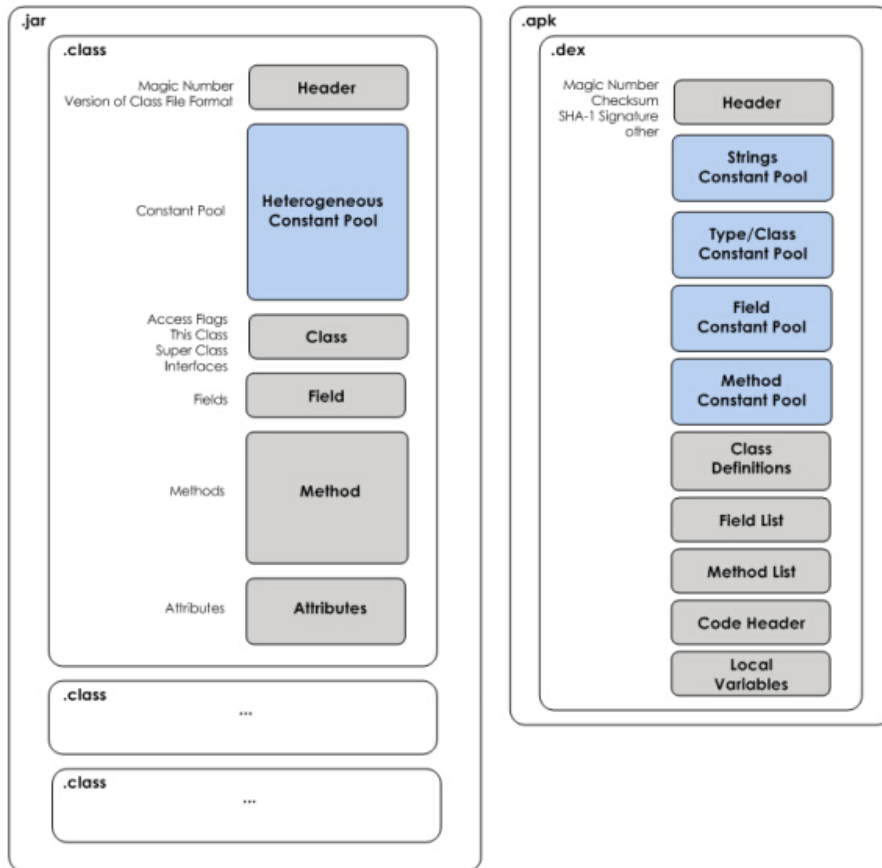 .jar
.class
Magic Number
Version of Class File Format
Header
Constant Pool
Heterogeneous
Constant Pool
Access Flags
This Class
Super Class
Interfaces
Class
Fields
Field
Methods
Method
Attributes
Attributes
.class
...
.class
...
.apk
.dex
Magic Number
Checksum
SHA-1 Signature
other
Header
Strings
Constant Pool
Type/Class
Constant Pool
Field
Constant Pool
Method
Constant Pool
Class
Definitions
Field List
Method List
Code Header
Local
Variables